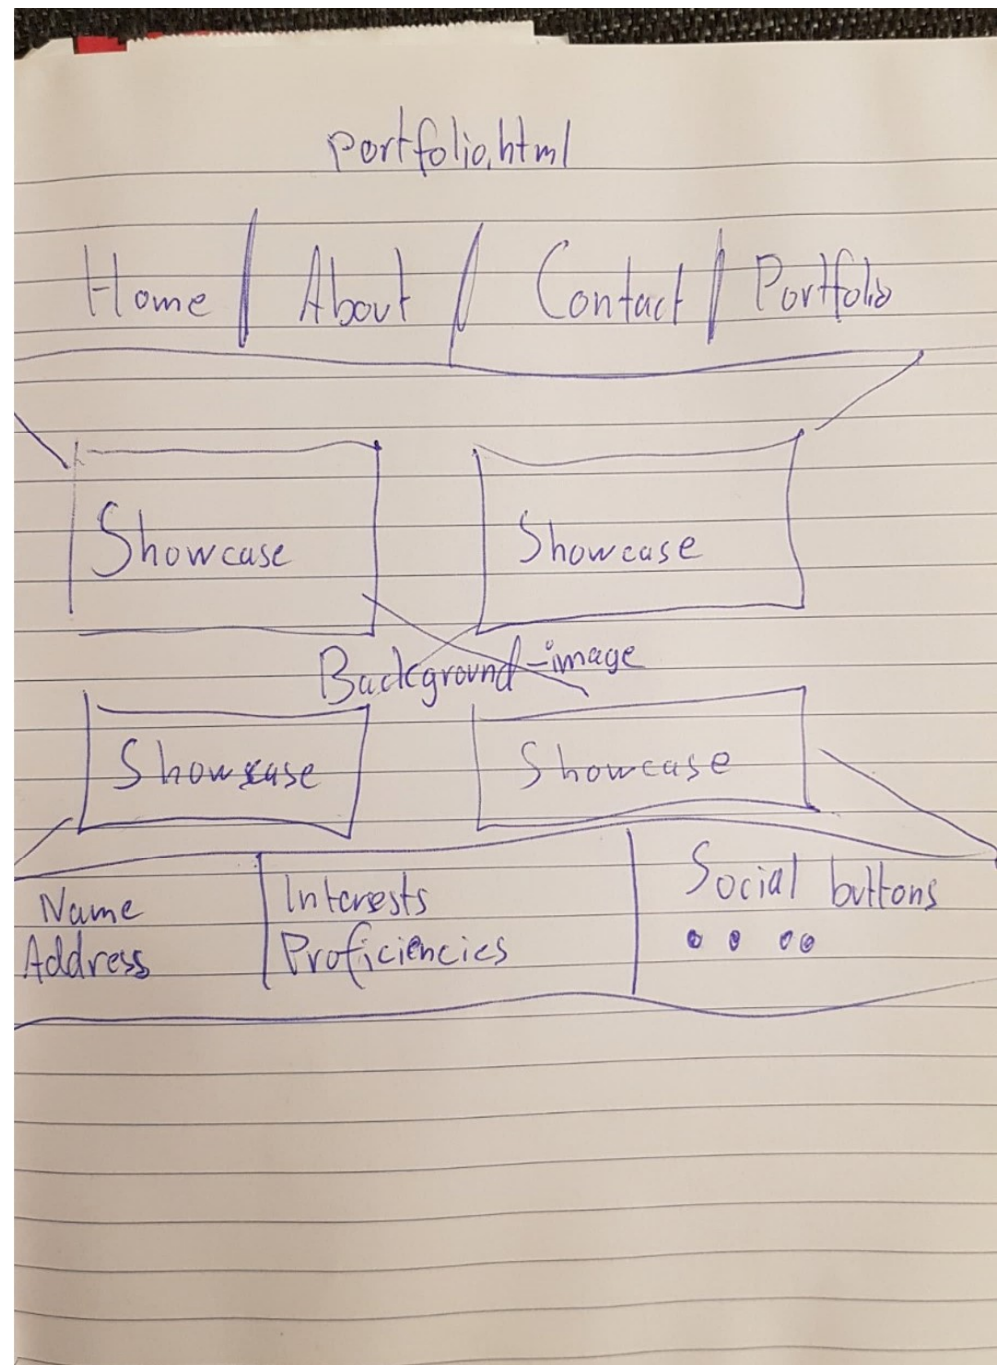 portfolio.html
Home / About / Contact / Portfolio
Showcase Showcase
Background-image
Showcase Showcase
Name Interests Social buttons
Address Proficiencies